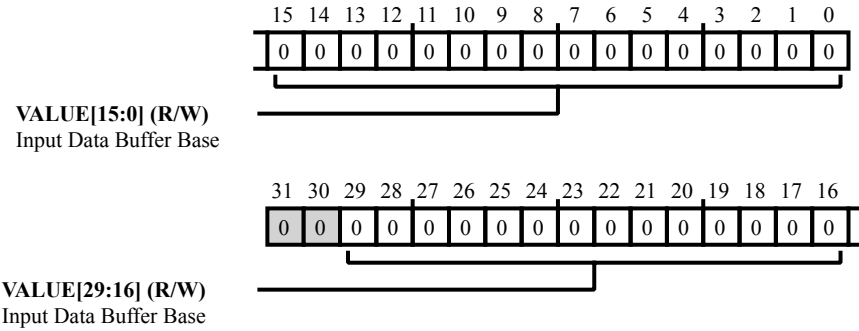 15 14 13 12 11 10 9 8 7 6 5 4 3 2 1 0
0 0 0 0 0 0 0 0 0 0 0 0 0 0 0 0
VALUE[15:0] (R/W)
Input Data Buffer Base
31 30 29 28 27 26 25 24 23 22 21 20 19 18 17 16
0 0 0 0 0 0 0 0 0 0 0 0 0 0 0 0
VALUE[29:16] (R/W)
Input Data Buffer Base